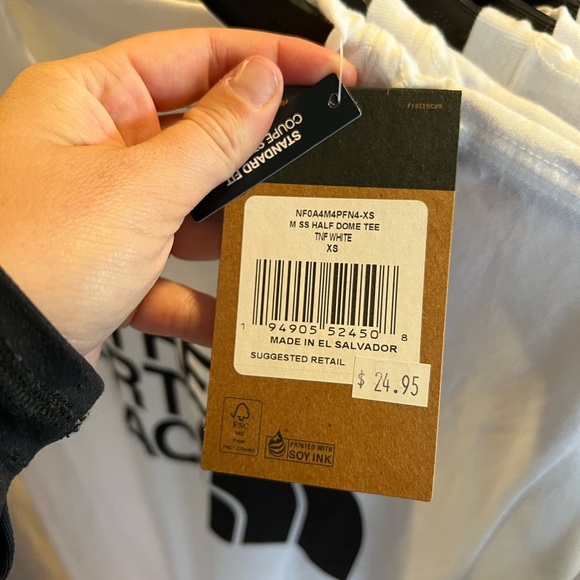 STANDARD FIT
NF0A4M4PFN4-XS
M SS HALF DOME TEE
TNF WHITE
XS
1 94905 52450 8
MADE IN EL SALVADOR
SUGGESTED RETAIL
$ 24.95
FSC
PRINTED WITH
SOY INK